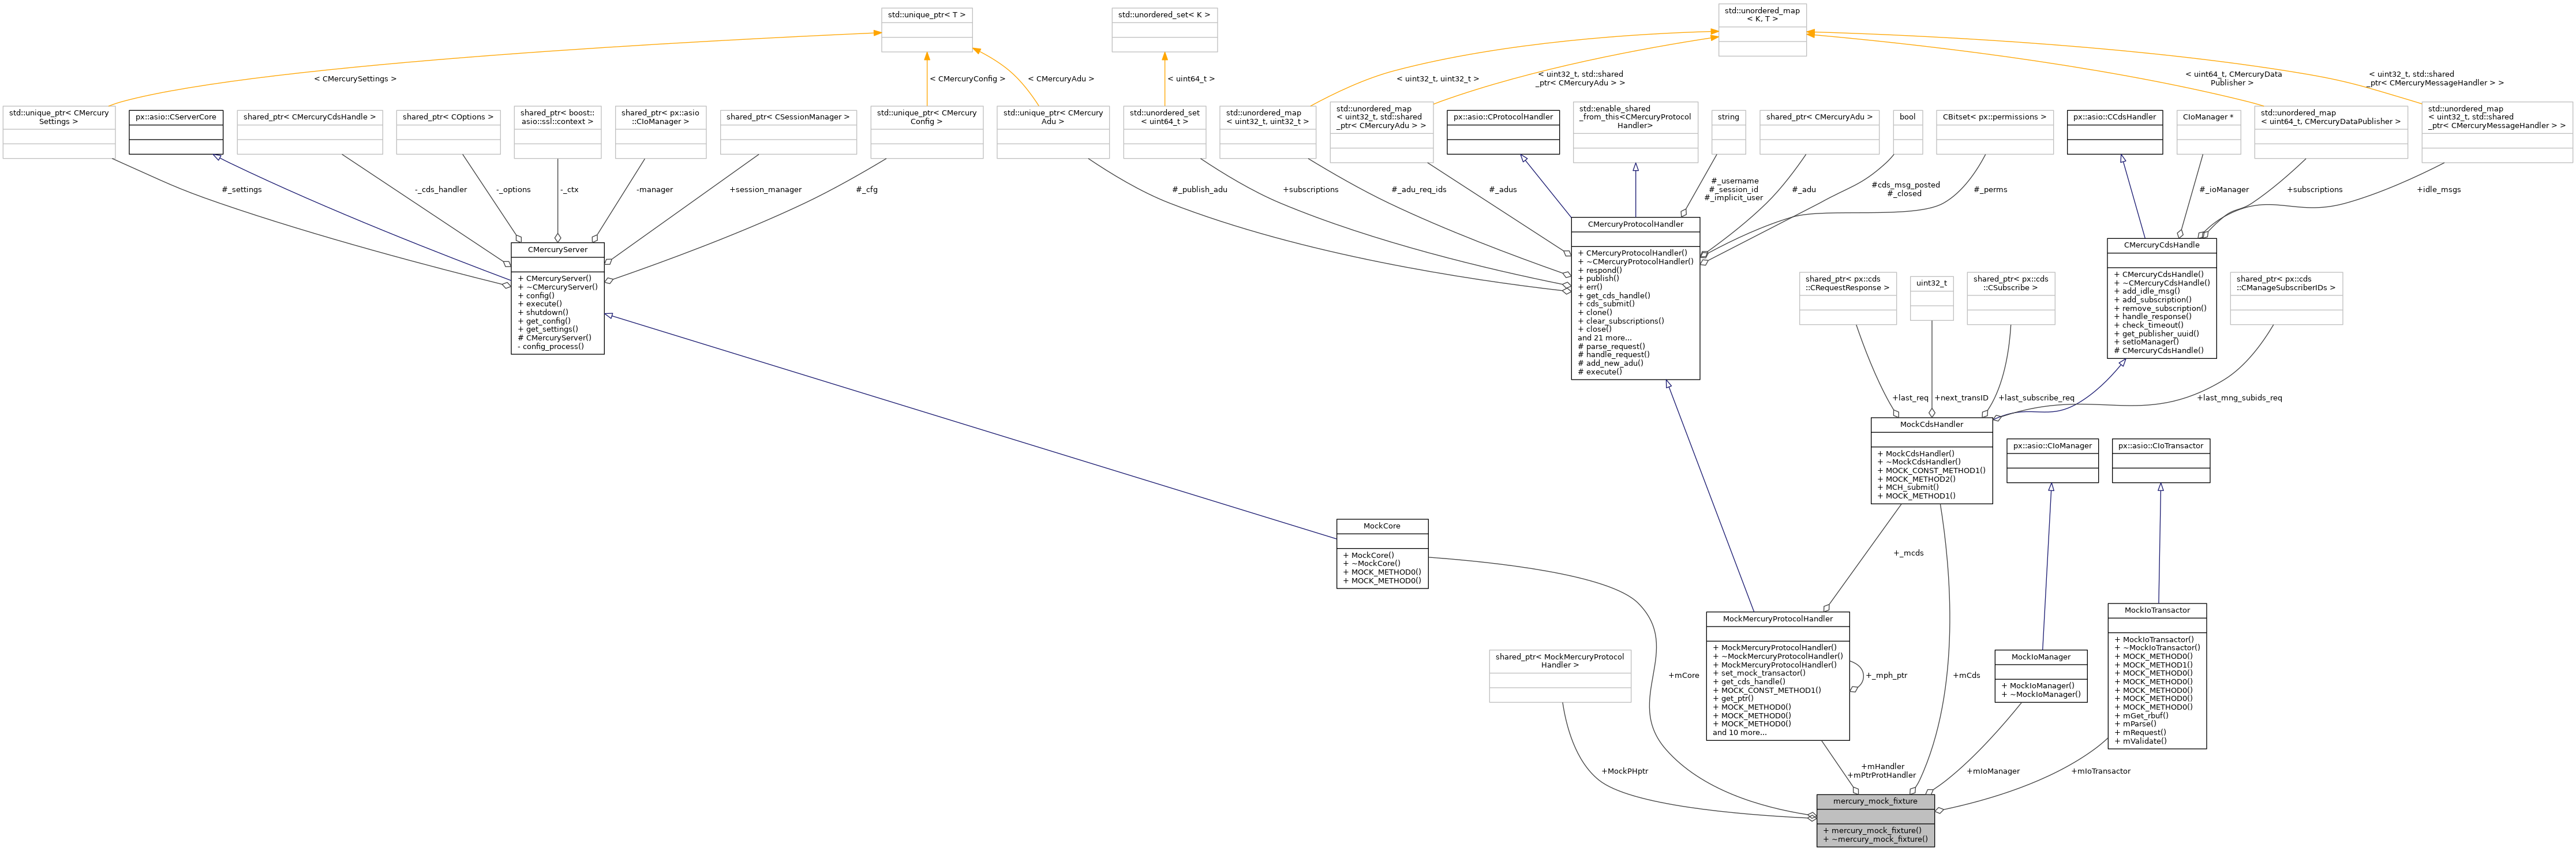 std::unique_ptr< T >
std::unordered_set< K >
std::unordered_map
< K, T >
< CMercurySettings >
< CMercuryConfig >
< CMercuryAdu >
< uint64_t >
< uint32_t, uint32_t >
< uint32_t, std::shared
_ptr< CMercuryAdu > >
< uint64_t, CMercuryData
Publisher >
< uint32_t, std::shared
_ptr< CMercuryMessageHandler > >
std::unique_ptr< CMercury
Settings >
px::asio::CServerCore
shared_ptr< CMercuryCdsHandle >
shared_ptr< COptions >
shared_ptr< boost::
asio::ssl::context >
shared_ptr< px::asio
::CIoManager >
shared_ptr< CSessionManager >
std::unique_ptr< CMercury
Config >
std::unique_ptr< CMercury
Adu >
std::unordered_set
< uint64_t >
std::unordered_map
< uint32_t, uint32_t >
std::unordered_map
< uint32_t, std::shared
_ptr< CMercuryAdu > >
px::asio::CProtocolHandler
std::enable_shared
_from_this<CMercuryProtocol
Handler>
string
shared_ptr< CMercuryAdu >
bool
CBitset< px::permissions >
px::asio::CCdsHandler
CIoManager *
std::unordered_map
< uint64_t, CMercuryDataPublisher >
std::unordered_map
< uint32_t, std::shared
_ptr< CMercuryMessageHandler > >
#_settings
-_cds_handler
-_options
-_ctx
-manager
+session_manager
#_cfg
#_publish_adu
+subscriptions
#_adu_req_ids
#_adus
#_username
#_session_id
#_implicit_user
#_adu
#cds_msg_posted
#_closed
#_perms
#_ioManager
+subscriptions
+idle_msgs
CMercuryServer
+ CMercuryServer()
+ ~CMercuryServer()
+ config()
+ execute()
+ shutdown()
+ get_config()
+ get_settings()
# CMercuryServer()
- config_process()
CMercuryProtocolHandler
+ CMercuryProtocolHandler()
+ ~CMercuryProtocolHandler()
+ respond()
+ publish()
+ err()
+ get_cds_handle()
+ cds_submit()
+ clone()
+ clear_subscriptions()
+ close()
and 21 more...
# parse_request()
# handle_request()
# add_new_adu()
# execute()
CMercuryCdsHandle
+ CMercuryCdsHandle()
+ ~CMercuryCdsHandle()
+ add_idle_msg()
+ add_subscription()
+ remove_subscription()
+ handle_response()
+ check_timeout()
+ get_publisher_uuid()
+ setIoManager()
# CMercuryCdsHandle()
shared_ptr< px::cds
::CRequestResponse >
uint32_t
shared_ptr< px::cds
::CSubscribe >
shared_ptr< px::cds
::CManageSubscriberIDs >
+last_req
+next_transID
+last_subscribe_req
+last_mng_subids_req
MockCdsHandler
+ MockCdsHandler()
+ ~MockCdsHandler()
+ MOCK_CONST_METHOD1()
+ MOCK_METHOD2()
+ MCH_submit()
+ MOCK_METHOD1()
px::asio::CIoManager
px::asio::CIoTransactor
MockCore
+ MockCore()
+ ~MockCore()
+ MOCK_METHOD0()
+ MOCK_METHOD0()
+_mcds
MockMercuryProtocolHandler
+ MockMercuryProtocolHandler()
+ ~MockMercuryProtocolHandler()
+ MockMercuryProtocolHandler()
+ set_mock_transactor()
+ get_cds_handle()
+ MOCK_CONST_METHOD1()
+ get_ptr()
+ MOCK_METHOD0()
+ MOCK_METHOD0()
+ MOCK_METHOD0()
and 10 more...
+_mph_ptr
shared_ptr< MockMercuryProtocol
Handler >
MockIoManager
+ MockIoManager()
+ ~MockIoManager()
MockIoTransactor
+ MockIoTransactor()
+ ~MockIoTransactor()
+ MOCK_METHOD0()
+ MOCK_METHOD1()
+ MOCK_METHOD0()
+ MOCK_METHOD0()
+ MOCK_METHOD0()
+ MOCK_METHOD0()
+ MOCK_METHOD0()
+ mGet_rbuf()
+ mParse()
+ mRequest()
+ mValidate()
+mCore
+mCds
+MockPHptr
+mHandler
+mPtrProtHandler
+mIoManager
+mIoTransactor
mercury_mock_fixture
+ mercury_mock_fixture()
+ ~mercury_mock_fixture()